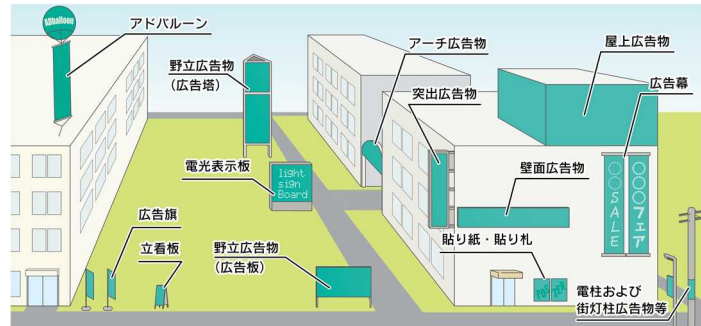 ADballoon
アドバルーン
野立広告物
(広告塔)
アーチ広告物
突出広告物
屋上広告物
広告幕
電光表示板
light
sign
Board
壁面広告物
○○SALE
○○○フェア
広告旗
立看板
野立広告物
(広告板)
貼り紙・貼り札
POS
TER
電柱および
街灯柱広告物等